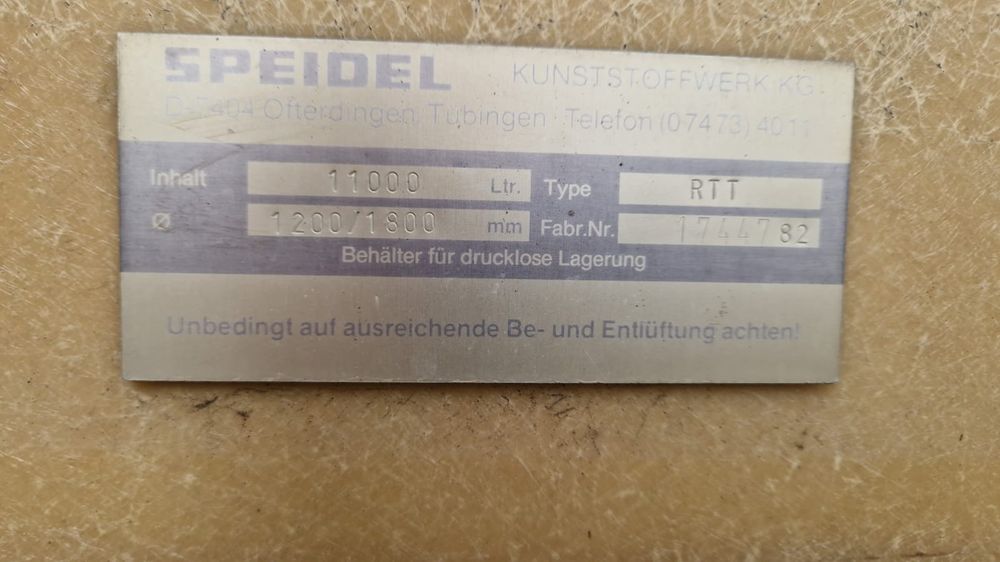 SPEIDEL KUNSTSTOFFWERK KG
D-7404 Ofterdingen, Tübingen · Telefon (07473) 4011
Inhalt 11000 Ltr. Type RTT
Ø 1200/1800 mm Fabr.Nr. 1744782
Behälter für drucklose Lagerung
Unbedingt auf ausreichende Be- und Entlüftung achten!